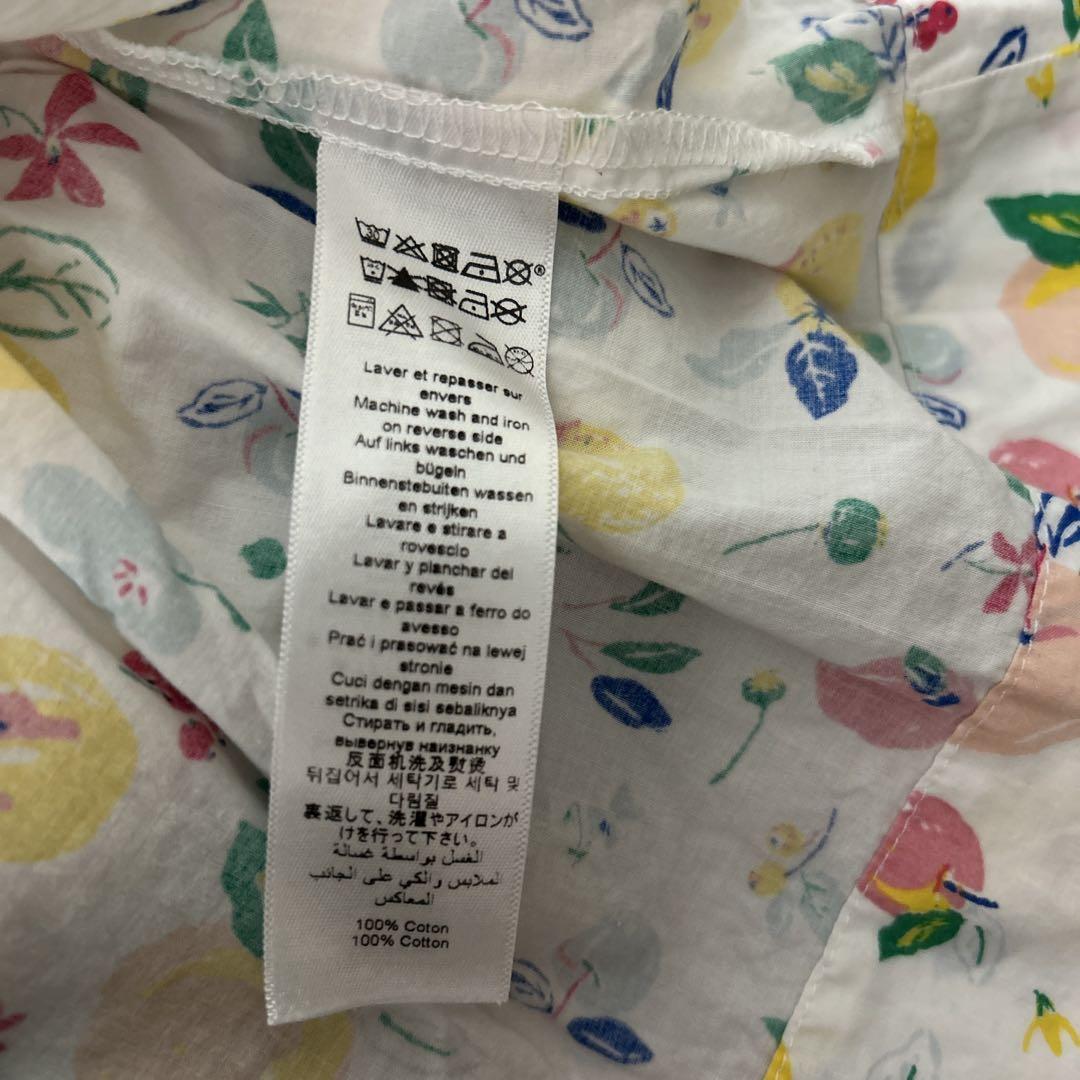 30
®
Laver et repasser sur
envers
Machine wash and iron
on reverse side
Auf links waschen und
bügeln
Binnenstebuiten wassen
en strijken
Lavare e stirare a
rovescio
Lavar y planchar del
revés
Lavar e passar a ferro do
avesso
Prać i prasować na lewej
stronie
Cuci dengan mesin dan
setrika di sisi sebaliknya
Стирать и гладить,
вывернув наизнанку
反面机洗及熨烫
뒤집어서 세탁기로 세탁 및
다림질
裏返して、洗濯やアイロンが
けを行って下さい。
الغسل بواسطة غسالة
الملابس والكي على الجانب
المعاكس
100% Coton
100% Cotton